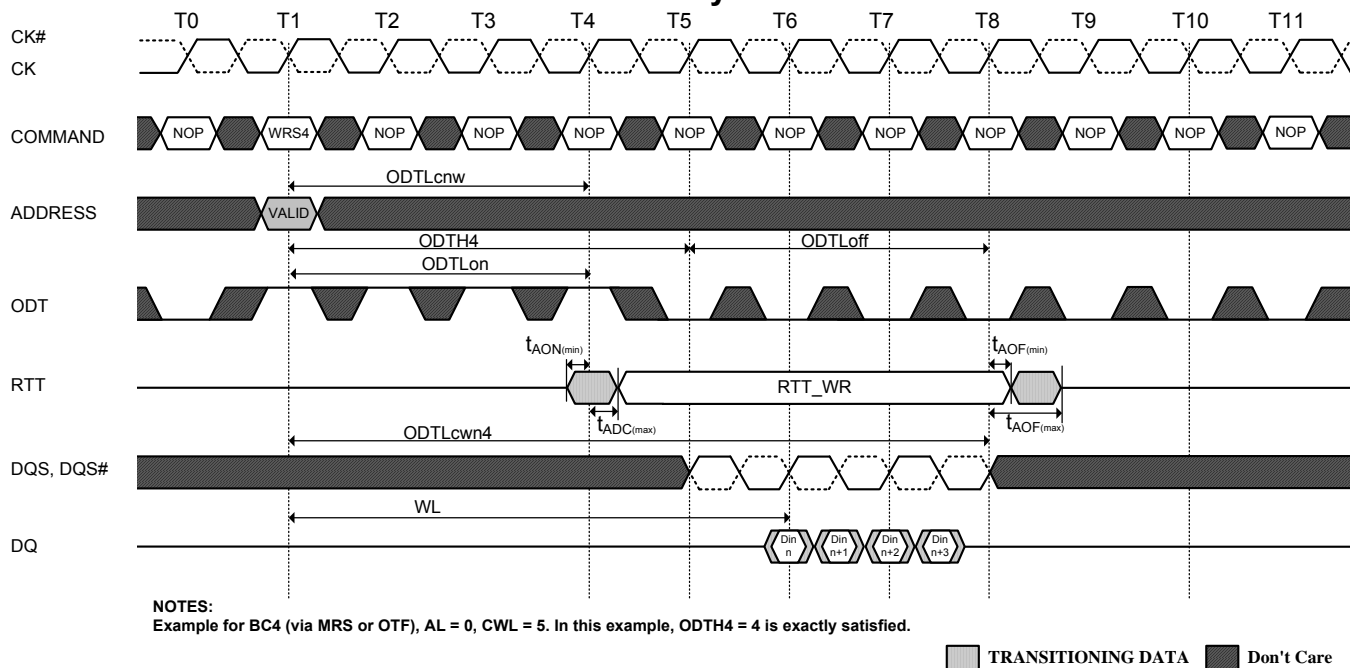 T0 T1 T2 T3 T4 T5 T6 T7 T8 T9 T10 T11
CK#
CK
COMMAND
NOP WRS4 NOP NOP NOP NOP NOP NOP NOP NOP NOP NOP
ODTLcnw
ADDRESS
VALID
ODTH4 ODTLoff
ODTLon
ODT
tAON(min) tAOF(min)
RTT
RTT_WR
tADC(max) tAOF(max)
ODTLcwn4
DQS, DQS#
WL
DQ
Din n Din n+1 Din n+2 Din n+3
NOTES:
Example for BC4 (via MRS or OTF), AL = 0, CWL = 5. In this example, ODTH4 = 4 is exactly satisfied.
TRANSITIONING DATA Don't Care